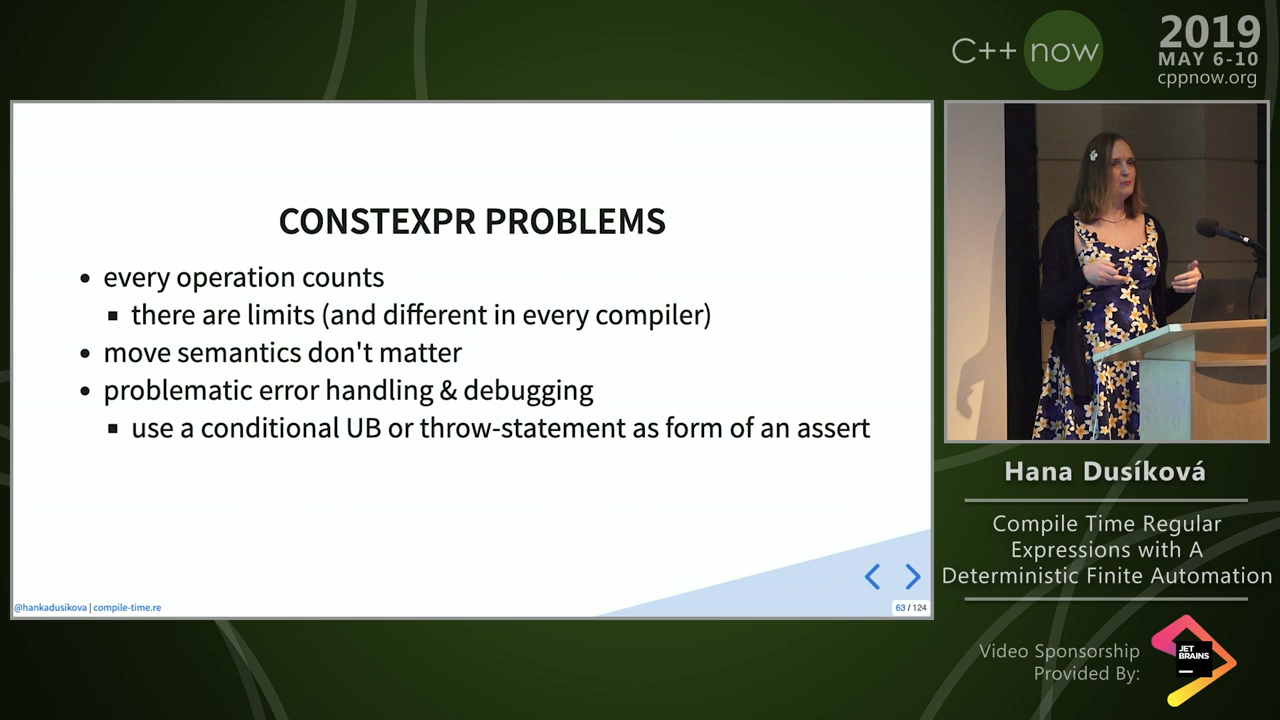 C++ now
2019
MAY 6-10
cppnow.org
CONSTEXPR PROBLEMS
• every operation counts
▪ there are limits (and different in every compiler)
• move semantics don't matter
• problematic error handling & debugging
▪ use a conditional UB or throw-statement as form of an assert
@hankadusikova | compile-time.re
63 / 124
Hana Dusíková
Compile Time Regular
Expressions with A
Deterministic Finite Automation
Video Sponsorship
Provided By:
JET
BRAINS